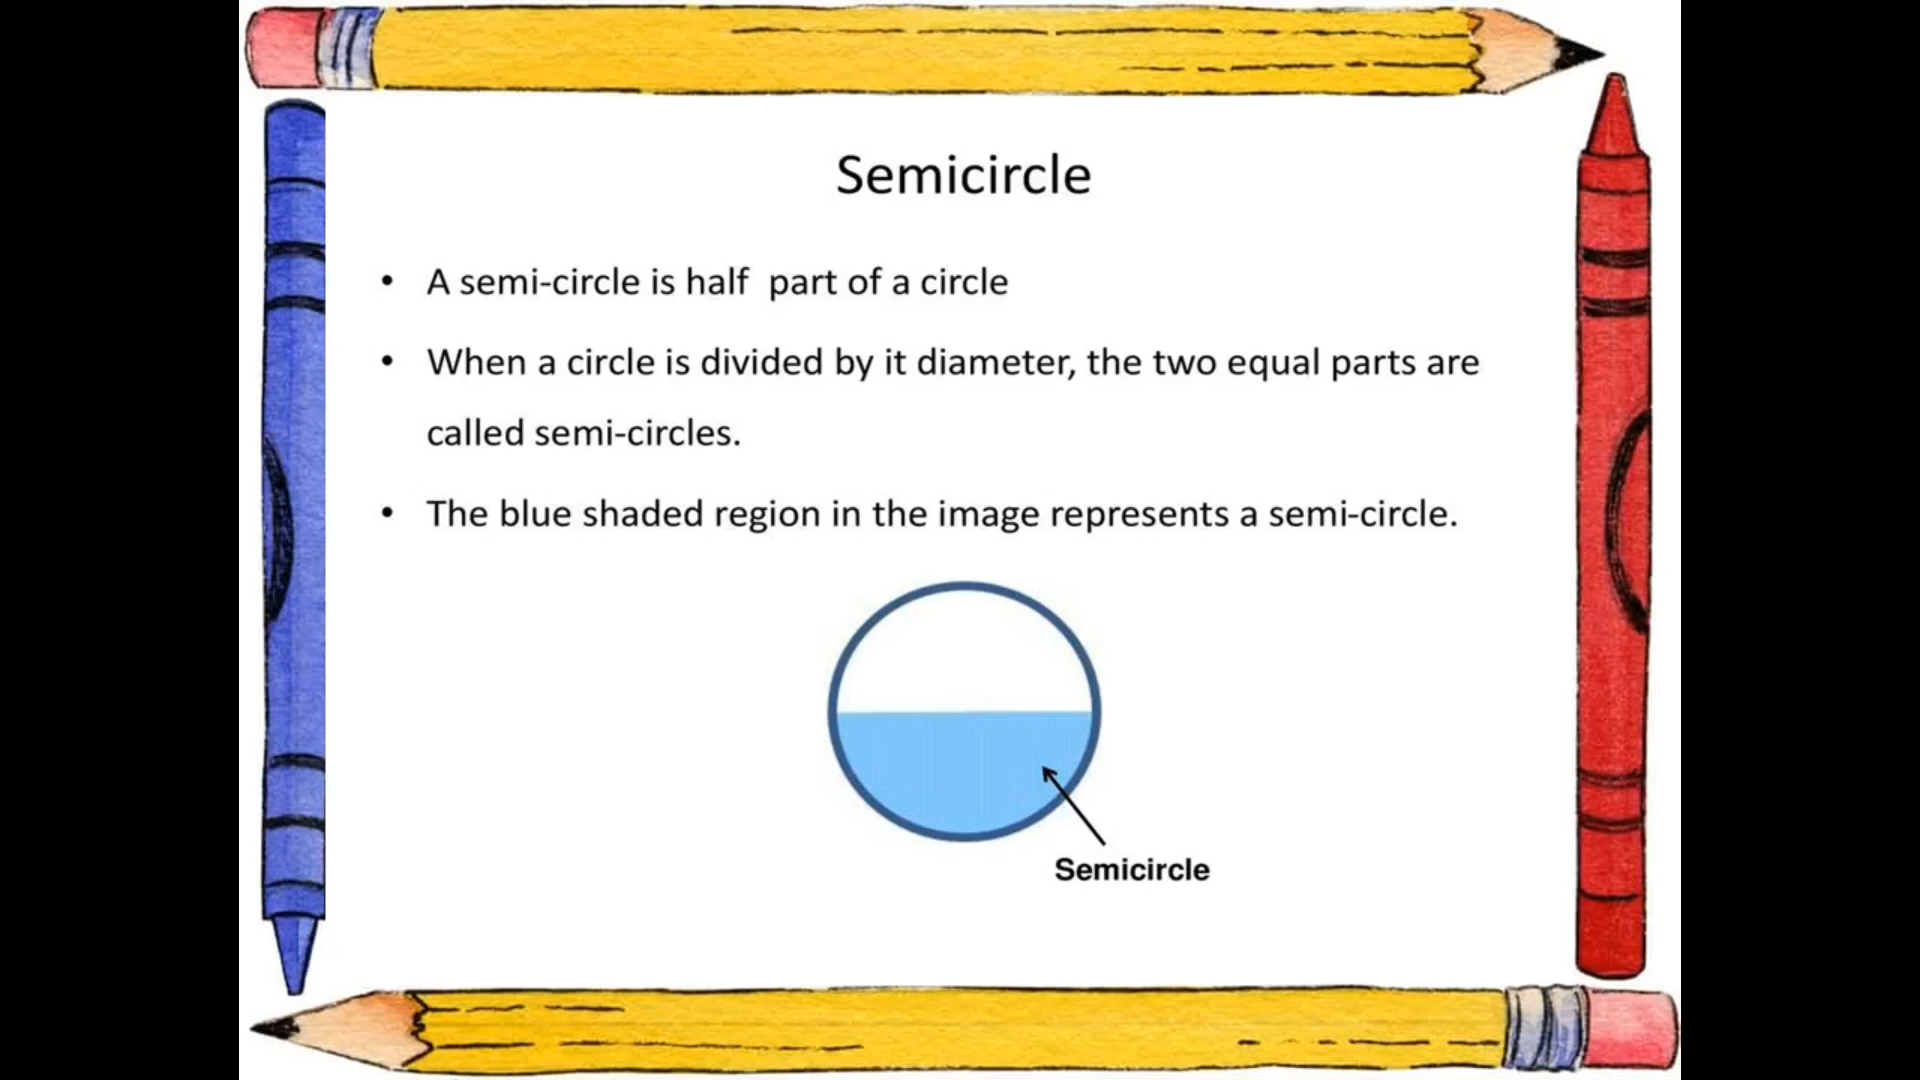 Semicircle
• A semi-circle is half  part of a circle
• When a circle is divided by it diameter, the two equal parts are
called semi-circles.
• The blue shaded region in the image represents a semi-circle.
Semicircle